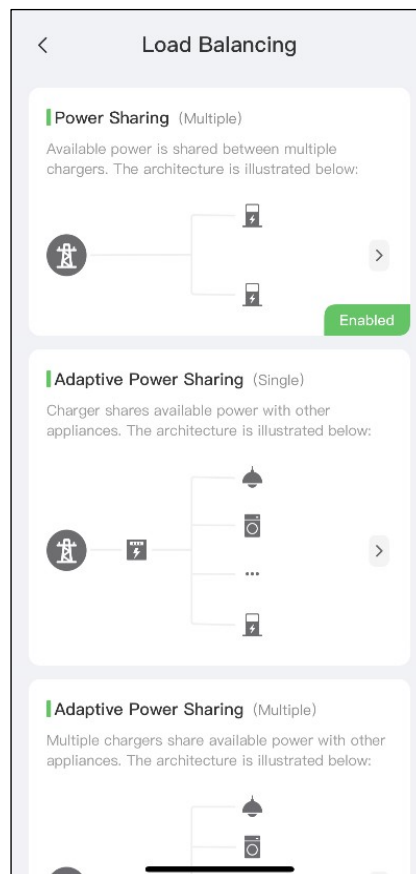 Load Balancing
Power Sharing (Multiple)
Available power is shared between multiple
chargers. The architecture is illustrated below:
Enabled
Adaptive Power Sharing (Single)
Charger shares available power with other
appliances. The architecture is illustrated below:
Adaptive Power Sharing (Multiple)
Multiple chargers share available power with other
appliances. The architecture is illustrated below: